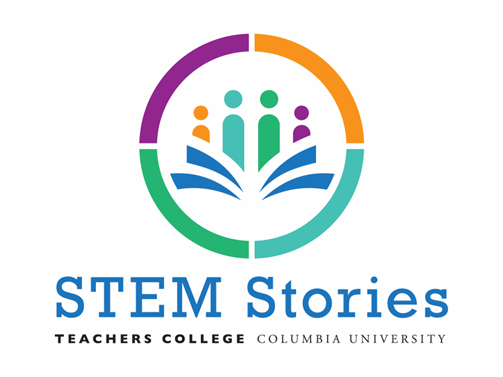 STEM Stories
TEACHERS COLLEGE COLUMBIA UNIVERSITY